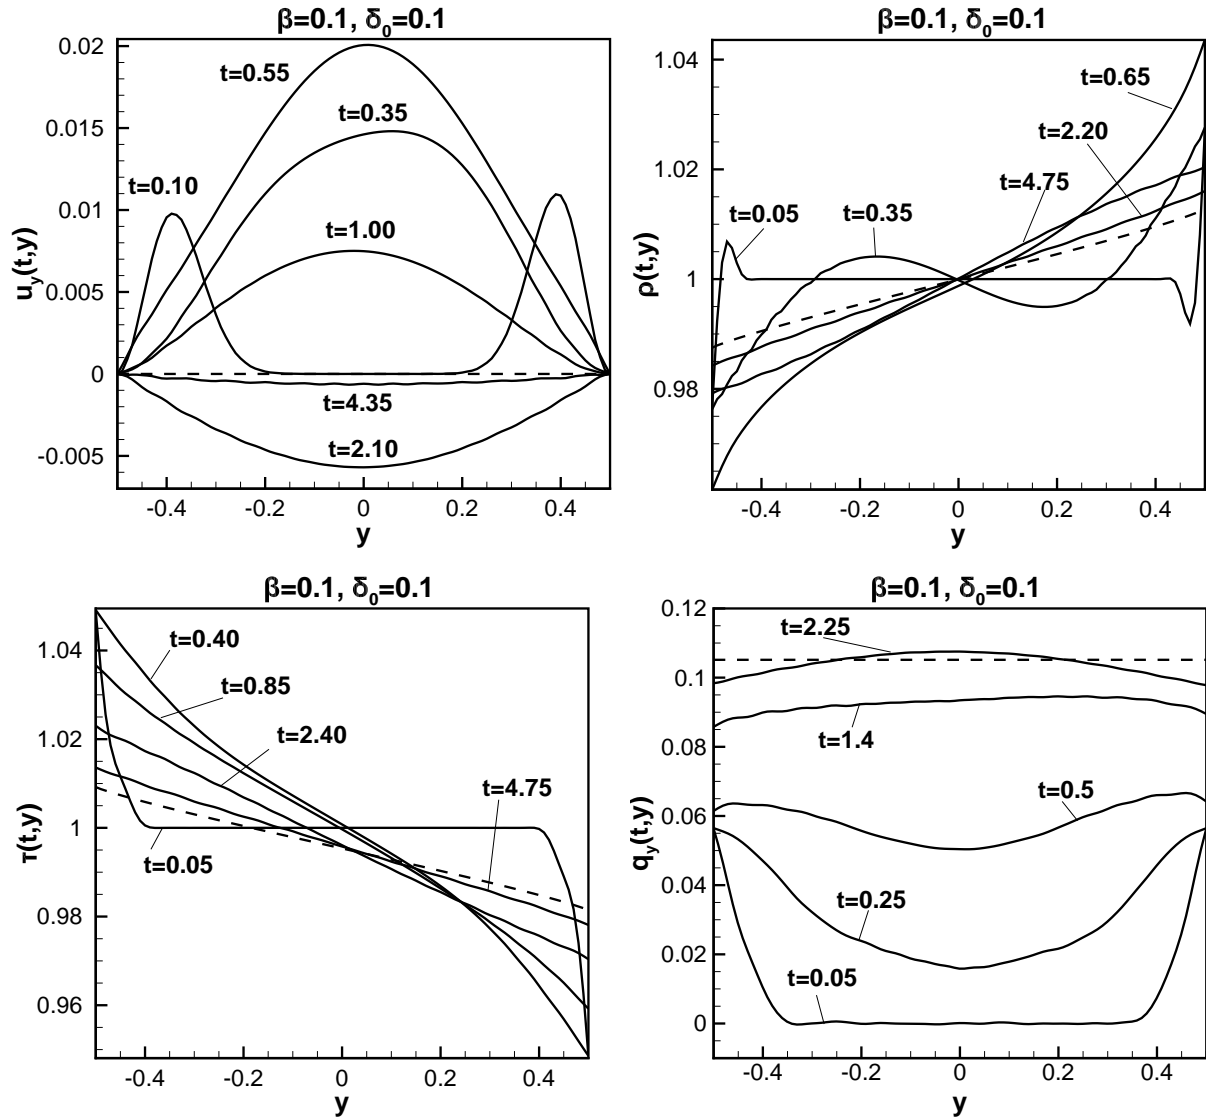 β=0.1, δ0=0.1
0.02
0.015
0.01
0.005
0
-0.005
uy(t,y)
t=0.55
t=0.35
t=0.10
t=1.00
t=4.35
t=2.10
-0.4 -0.2 0 0.2 0.4
y
β=0.1, δ0=0.1
1.04
1.02
1
0.98
ρ(t,y)
t=0.65
t=2.20
t=4.75
t=0.05
t=0.35
-0.4 -0.2 0 0.2 0.4
y
β=0.1, δ0=0.1
1.04
1.02
1
0.98
0.96
τ(t,y)
t=0.40
t=0.85
t=2.40
t=4.75
t=0.05
-0.4 -0.2 0 0.2 0.4
y
β=0.1, δ0=0.1
0.12
0.1
0.08
0.06
0.04
0.02
0
qy(t,y)
t=2.25
t=1.4
t=0.5
t=0.25
t=0.05
-0.4 -0.2 0 0.2 0.4
y